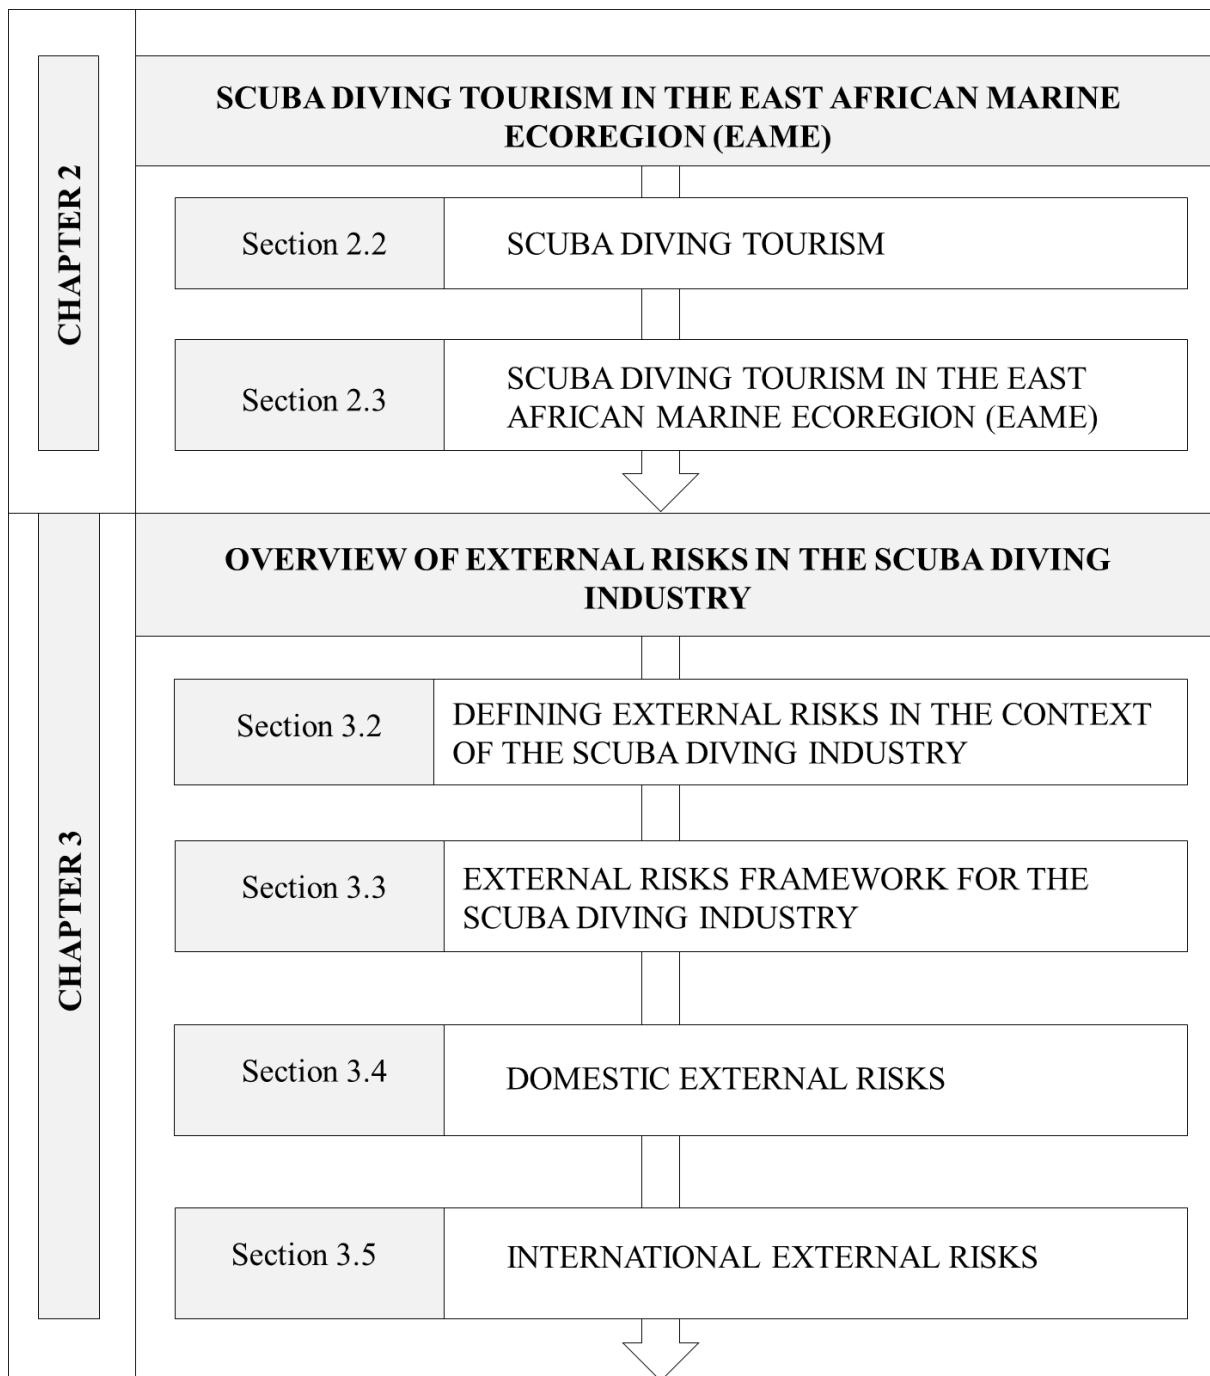 CHAPTER 2
SCUBA DIVING TOURISM IN THE EAST AFRICAN MARINE
ECOREGION (EAME)
Section 2.2
SCUBA DIVING TOURISM
Section 2.3
SCUBA DIVING TOURISM IN THE EAST
AFRICAN MARINE ECOREGION (EAME)
CHAPTER 3
OVERVIEW OF EXTERNAL RISKS IN THE SCUBA DIVING
INDUSTRY
Section 3.2
DEFINING EXTERNAL RISKS IN THE CONTEXT
OF THE SCUBA DIVING INDUSTRY
Section 3.3
EXTERNAL RISKS FRAMEWORK FOR THE
SCUBA DIVING INDUSTRY
Section 3.4
DOMESTIC EXTERNAL RISKS
Section 3.5
INTERNATIONAL EXTERNAL RISKS